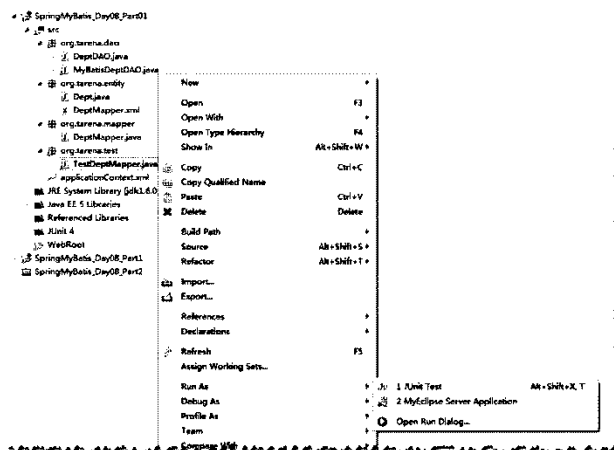 SpringMyBatis_Day08_Part01
src
org.tarena.dao
DeptDAO.java
MyBatisDeptDAO.java
org.tarena.entity
Dept.java
DeptMapper.xml
org.tarena.mapper
DeptMapper.java
org.tarena.test
TestDeptMapper.java
applicationContext.xml
JRE System Library [jdk1.6.0
Java EE 5 Libraries
Referenced Libraries
JUnit 4
WebRoot
SpringMyBatis_Day08_Part1
SpringMyBatis_Day08_Part2
New
Open F3
Open With
Open Type Hierarchy F4
Show In Alt+Shift+W
Copy Ctrl+C
Copy Qualified Name
Paste Ctrl+V
Delete Delete
Build Path
Source Alt+Shift+S
Refactor Alt+Shift+T
Import...
Export...
References
Declarations
Refresh F5
Assign Working Sets...
Run As
Debug As
Profile As
Team
Compare With
1 JUnit Test Alt+Shift+X, T
2 MyEclipse Server Application
Open Run Dialog...